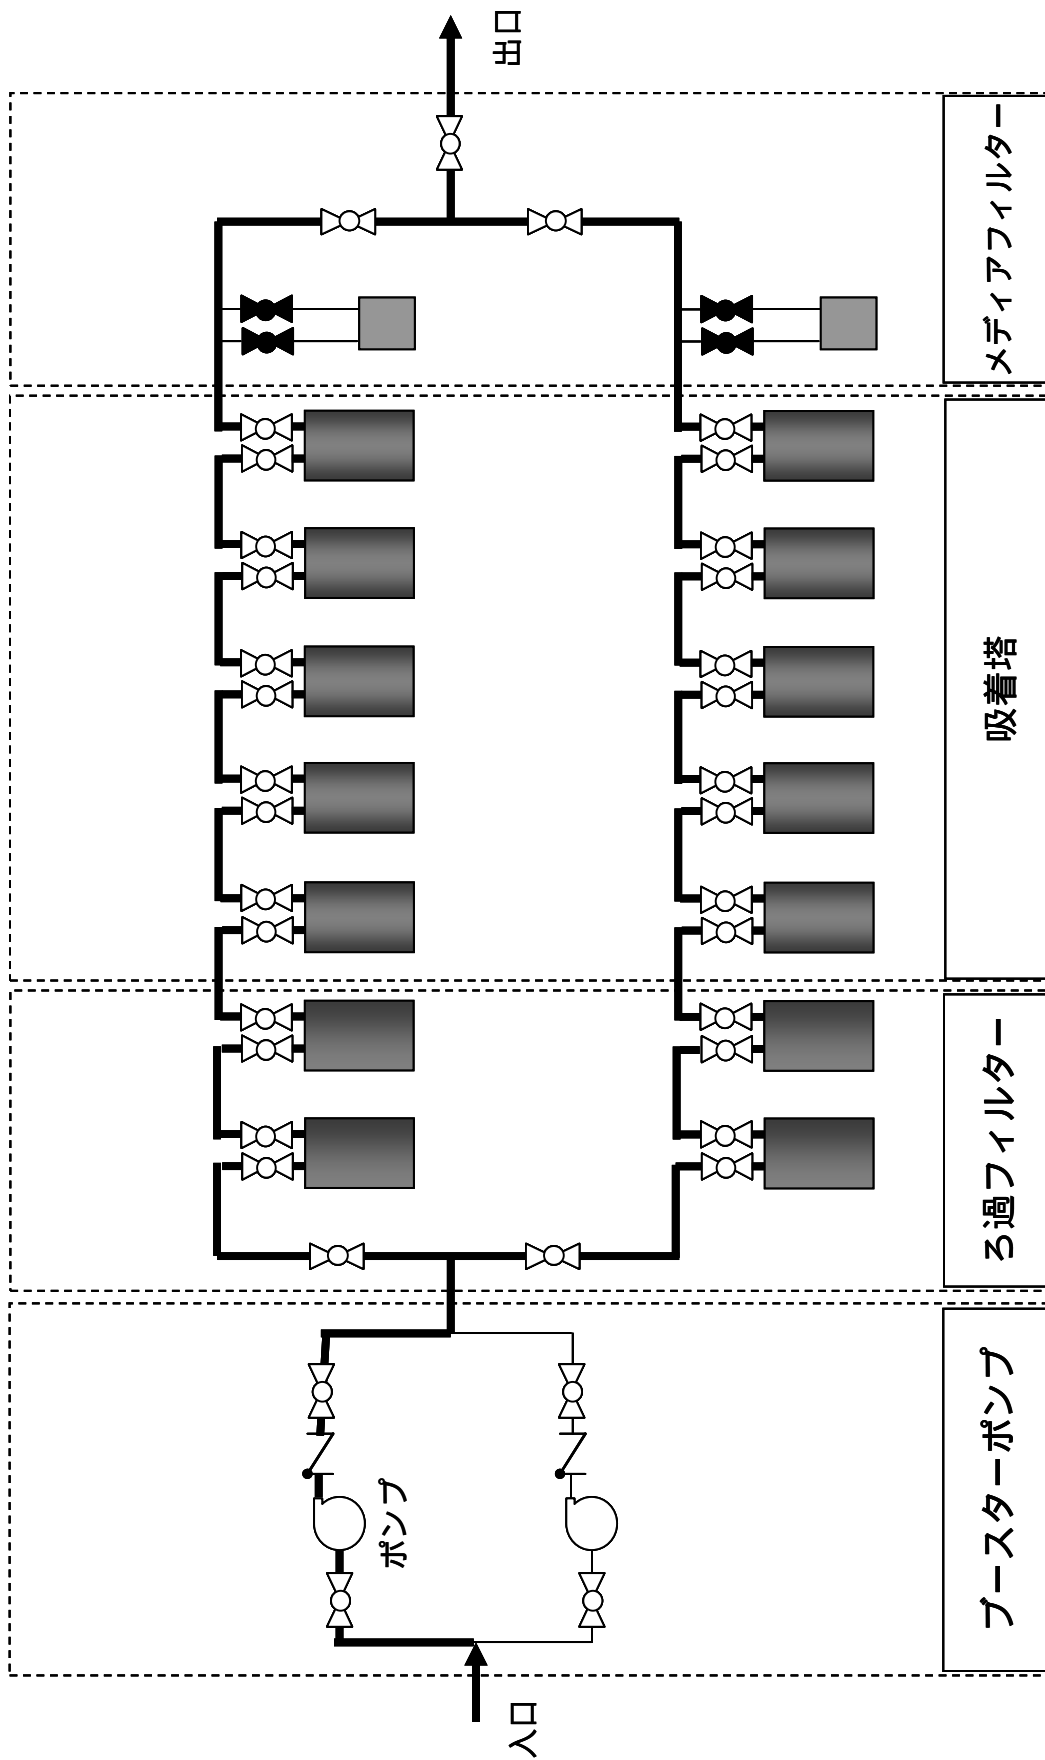 入口
ポンプ
出口
ブースターポンプ
ろ過フィルター
吸着塔
メディアフィルター